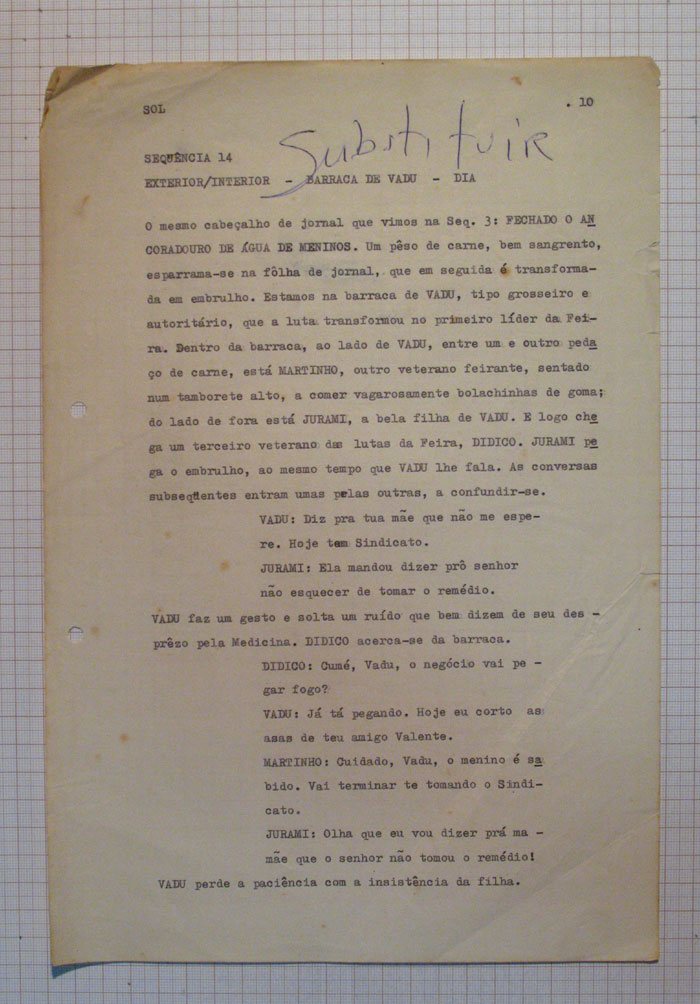 SOL . 10
Substituir
SEQUÊNCIA 14
EXTERIOR/INTERIOR - BARRACA DE VADU - DIA
O mesmo cabeçalho de jornal que vimos na Seq. 3: FECHADO O AN
CORADOURO DE ÁGUA DE MENINOS. Um pêso de carne, bem sangrento,
esparrama-se na fôlha de jornal, que em seguida é transforma-
da em embrulho. Estamos na barraca de VADU, tipo grosseiro e
autoritário, que a luta transformou no primeiro líder da Fei-
ra. Dentro da barraca, ao lado de VADU, entre um e outro peda
ço de carne, está MARTINHO, outro veterano feirante, sentado
num tamborete alto, a comer vagarosamente bolachinhas de goma;
do lado de fora está JURAMI, a bela filha de VADU. E logo che
ga um terceiro veterano das lutas da Feira, DIDICO. JURAMI pe
ga o embrulho, ao mesmo tempo que VADU lhe fala. As conversas
subseqüentes entram umas pelas outras, a confundir-se.
VADU: Diz pra tua mãe que não me espe-
re. Hoje tem Sindicato.
JURAMI: Ela mandou dizer prô senhor
não esquecer de tomar o remédio.
VADU faz um gesto e solta um ruído que bem dizem de seu des -
prêzo pela Medicina. DIDICO acerca-se da barraca.
DIDICO: Cumé, Vadu, o negócio vai pe -
gar fogo?
VADU: Já tá pegando. Hoje eu corto as
asas de teu amigo Valente.
MARTINHO: Cuidado, Vadu, o menino é sa
bido. Vai terminar te tomando o Sindi-
cato.
JURAMI: Olha que eu vou dizer prá ma -
mãe que o senhor não tomou o remédio!
VADU perde a paciência com a insistência da filha.